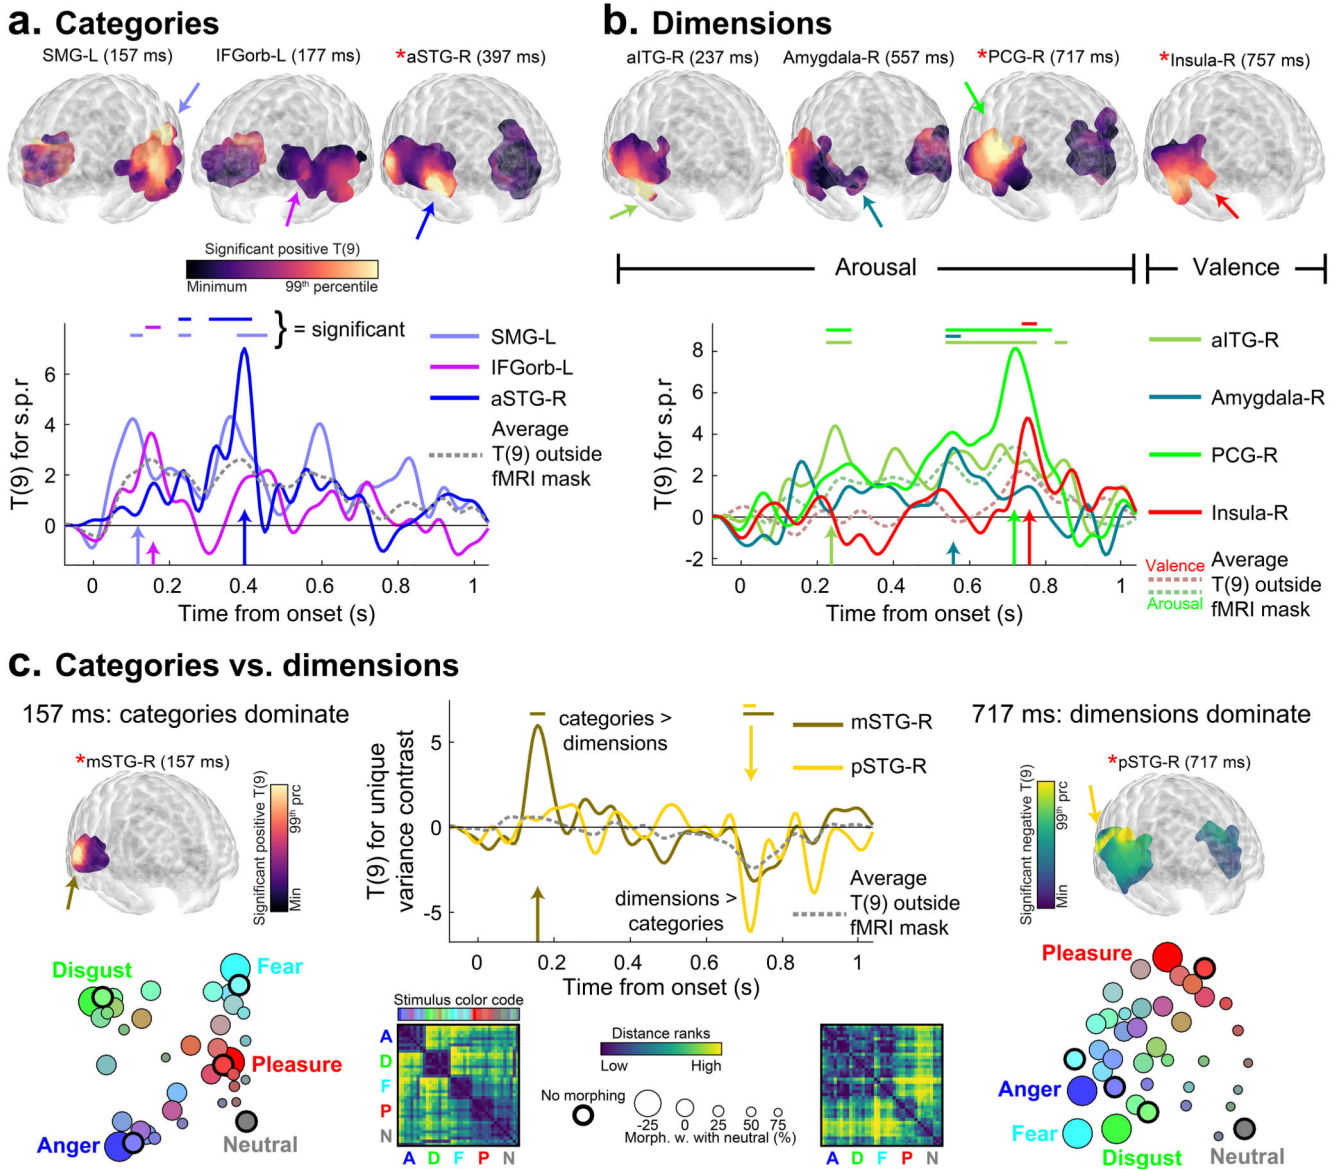 a. Categories
SMG-L (157 ms)
IFGorb-L (177 ms)
*aSTG-R (397 ms)
Significant positive T(9)
Minimum
99th percentile
} = significant
T(9) for s.p.r
6
4
2
0
0
0.2
0.4
0.6
0.8
1
Time from onset (s)
SMG-L
IFGorb-L
aSTG-R
Average
T(9) outside
fMRI mask
b. Dimensions
aITG-R (237 ms)
Amygdala-R (557 ms)
*PCG-R (717 ms)
*Insula-R (757 ms)
Arousal
Valence
T(9) for s.p.r
8
6
4
2
0
-2
0
0.2
0.4
0.6
0.8
1
Time from onset (s)
aITG-R
Amygdala-R
PCG-R
Insula-R
Valence
Arousal
Average
T(9) outside
fMRI mask
c. Categories vs. dimensions
157 ms: categories dominate
*mSTG-R (157 ms)
Significant positive T(9)
Min
99th prc
T(9) for unique
variance contrast
5
0
-5
categories >
dimensions
dimensions >
categories
mSTG-R
pSTG-R
Average
T(9) outside
fMRI mask
0
0.2
0.4
0.6
0.8
1
Time from onset (s)
717 ms: dimensions dominate
*pSTG-R (717 ms)
Significant negative T(9)
Min
99th prc
Disgust
Fear
Pleasure
Anger
Neutral
Stimulus color code
A
D
F
P
N
A D F P N
Distance ranks
Low
High
No morphing
-25 0 25 50 75
Morph. w. with neutral (%)
A D F P N
Pleasure
Anger
Fear
Disgust
Neutral